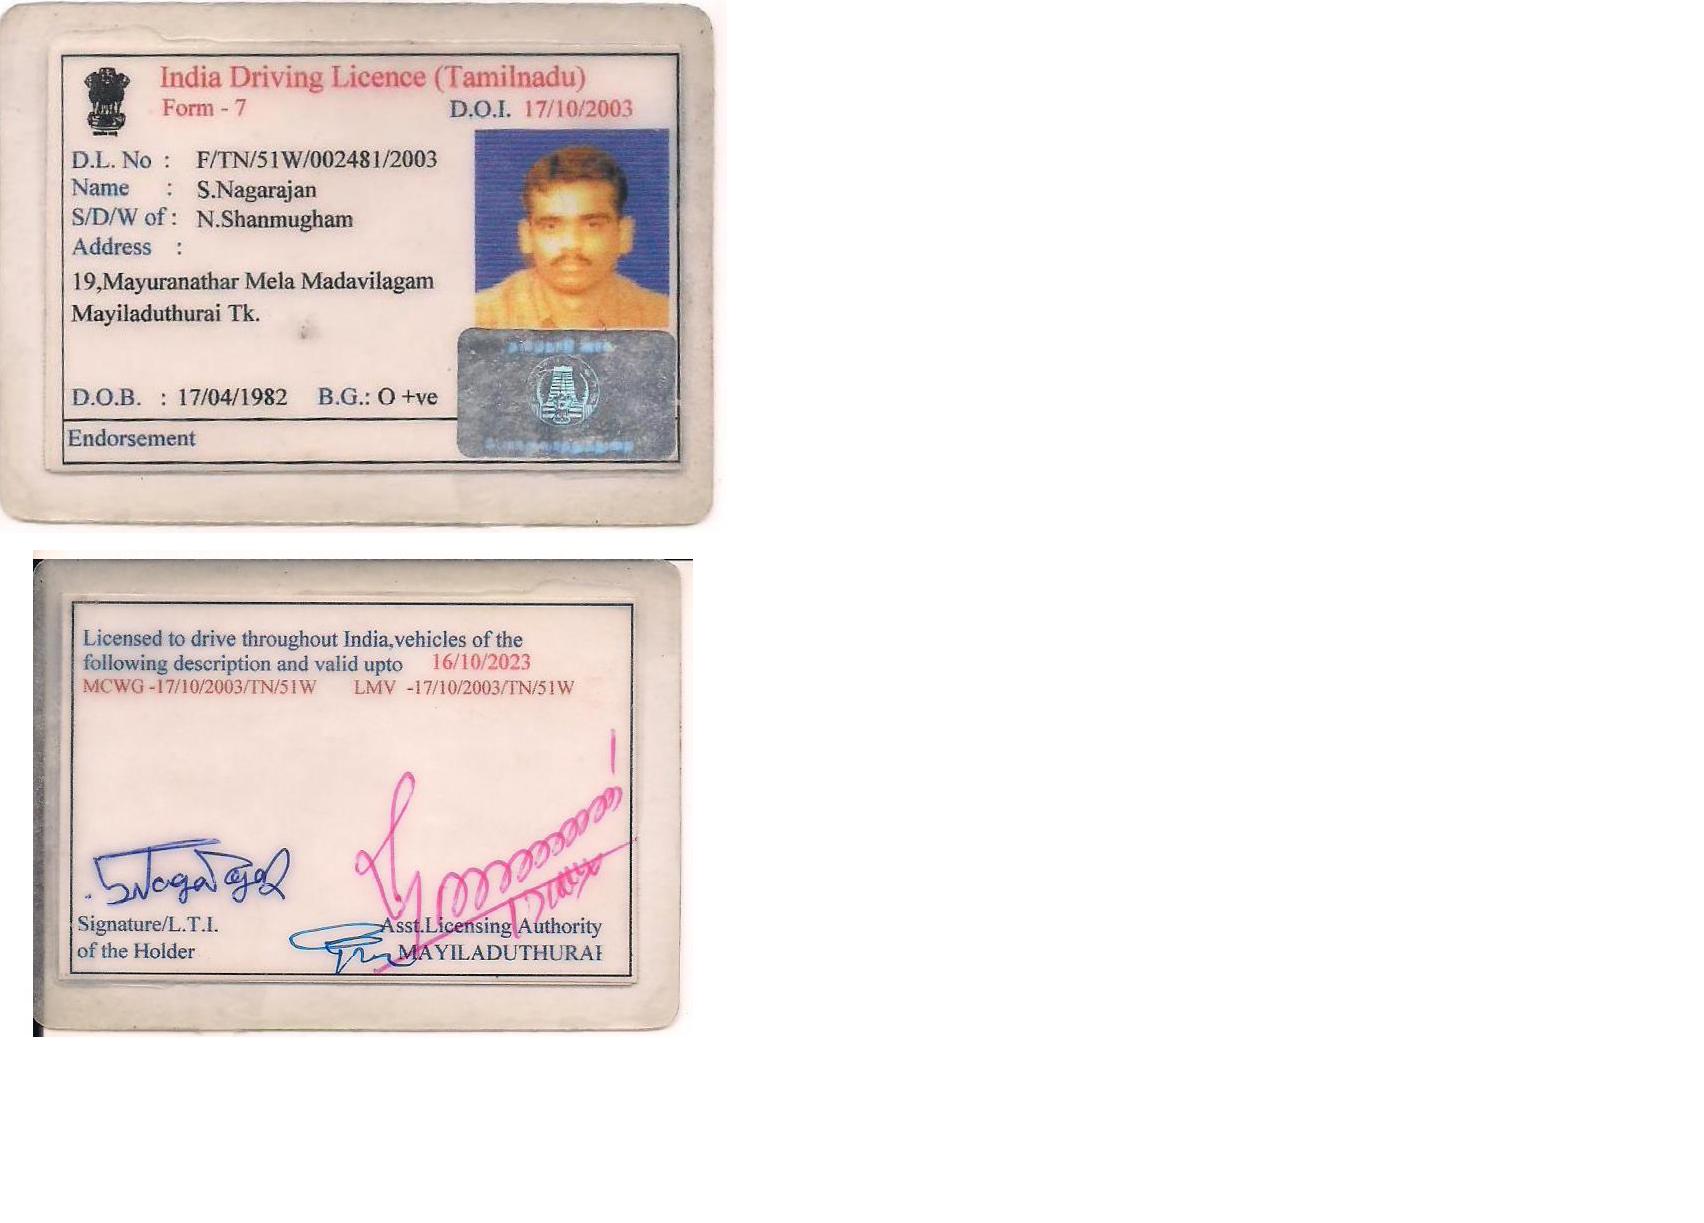 India Driving Licence (Tamilnadu)
Form - 7 D.O.I. 17/10/2003
D.L. No : F/TN/51W/002481/2003
Name : S.Nagarajan
S/D/W of : N.Shanmugham
Address :
19,Mayuranathar Mela Madavilagam
Mayiladuthurai Tk.
D.O.B. : 17/04/1982 B.G.: O +ve
Endorsement
Licensed to drive throughout India,vehicles of the
following description and valid upto 16/10/2023
MCWG -17/10/2003/TN/51W LMV -17/10/2003/TN/51W
Signature/L.T.I. Asst.Licensing Authority
of the Holder MAYILADUTHURAI